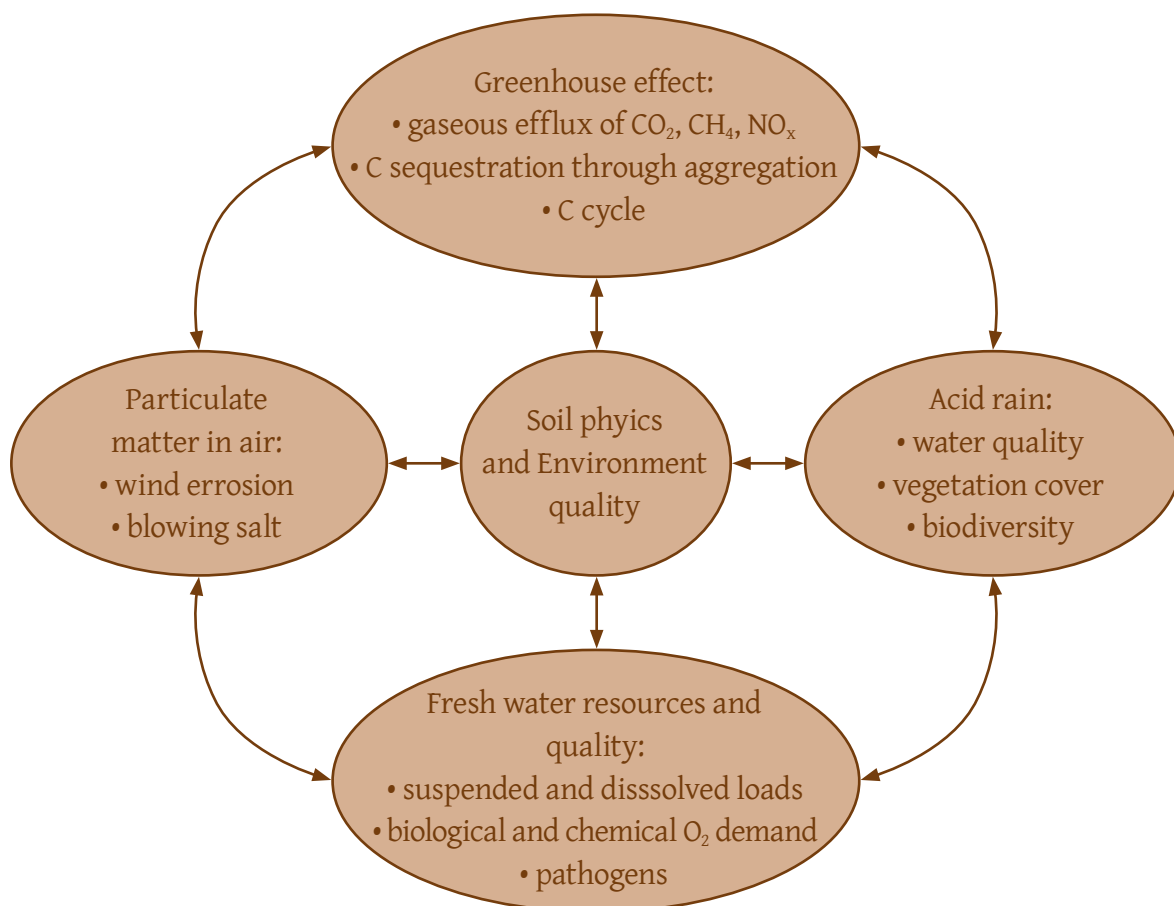 Greenhouse effect:
• gaseous efflux of CO₂, CH₄, NOₓ
• C sequestration through aggregation
• C cycle
Particulate
matter in air:
• wind errosion
• blowing salt
Soil phyics
and Environment
quality
Acid rain:
• water quality
• vegetation cover
• biodiversity
Fresh water resources and
quality:
• suspended and disssolved loads
• biological and chemical O₂ demand
• pathogens